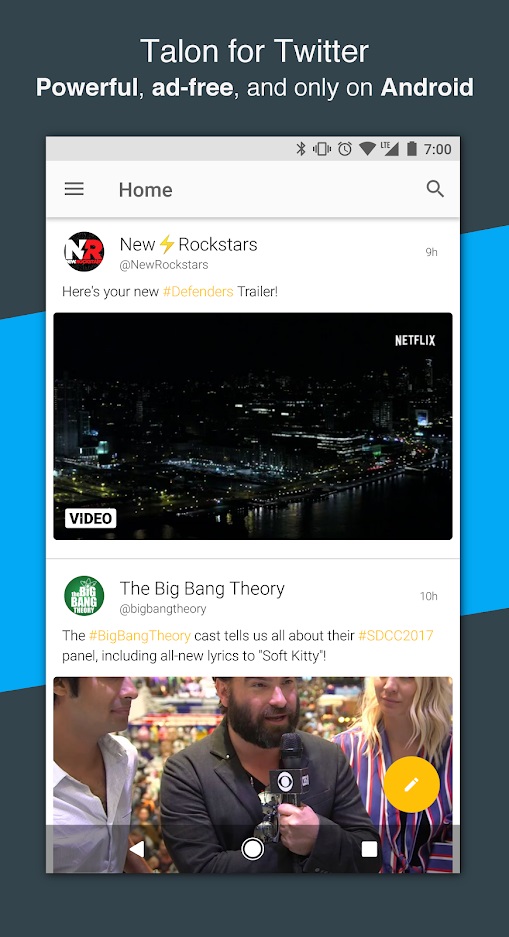 Talon for Twitter
Powerful, ad-free, and only on Android
LTE 7:00
Home
NR
New⚡Rockstars
9h
@NewRockstars
Here's your new #Defenders Trailer!
NETFLIX
VIDEO
the BIG BANG THEORY
The Big Bang Theory
10h
@bigbangtheory
The #BigBangTheory cast tells us all about their #SDCC2017
panel, including all-new lyrics to "Soft Kitty"!